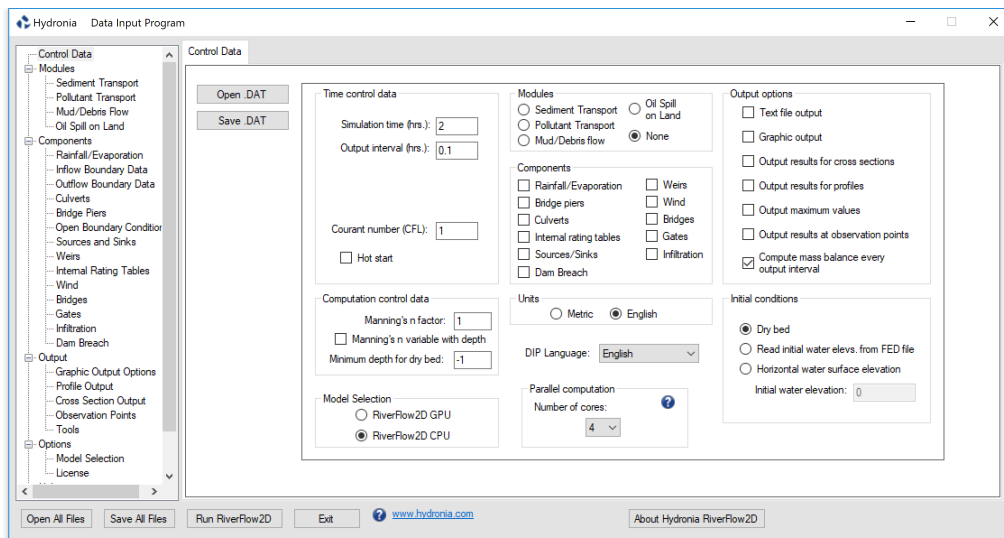 Hydronia Data Input Program
Control Data
Modules
Sediment Transport
Pollutant Transport
Mud/Debris Flow
Oil Spill on Land
Components
Rainfall/Evaporation
Inflow Boundary Data
Outflow Boundary Data
Culverts
Bridge Piers
Open Boundary Condition
Sources and Sinks
Weirs
Internal Rating Tables
Wind
Bridges
Gates
Infiltration
Dam Breach
Output
Graphic Output Options
Profile Output
Cross Section Output
Observation Points
Tools
Options
Model Selection
License
Control Data
Open .DAT
Save .DAT
Time control data
Simulation time (hrs.): 2
Output interval (hrs.): 0.1
Courant number (CFL): 1
Hot start
Computation control data
Manning's n factor: 1
Manning's n variable with depth
Minimum depth for dry bed: -1
Model Selection
RiverFlow2D GPU
RiverFlow2D CPU
Modules
Sediment Transport
Pollutant Transport
Mud/Debris flow
Oil Spill
on Land
None
Components
Rainfall/Evaporation
Bridge piers
Culverts
Internal rating tables
Sources/Sinks
Dam Breach
Weirs
Wind
Bridges
Gates
Infiltration
Units
Metric English
DIP Language: English
Parallel computation
Number of cores:
4
Output options
Text file output
Graphic output
Output results for cross sections
Output results for profiles
Output maximum values
Output results at observation points
Compute mass balance every
output interval
Initial conditions
Dry bed
Read initial water elevs. from FED file
Horizontal water surface elevation
Initial water elevation: 0
Open All Files Save All Files Run RiverFlow2D Exit www.hydronia.com About Hydronia RiverFlow2D